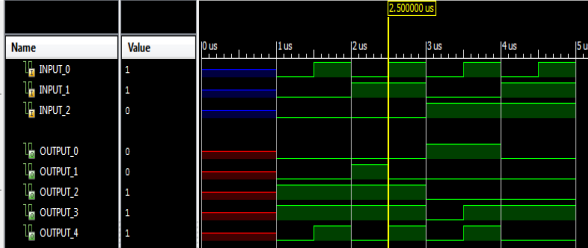 2.500000 us
Name Value 0 us 1 us 2 us 3 us 4 us 5 u
INPUT_0 1
INPUT_1 1
INPUT_2 0
OUTPUT_0 0
OUTPUT_1 0
OUTPUT_2 1
OUTPUT_3 1
OUTPUT_4 1